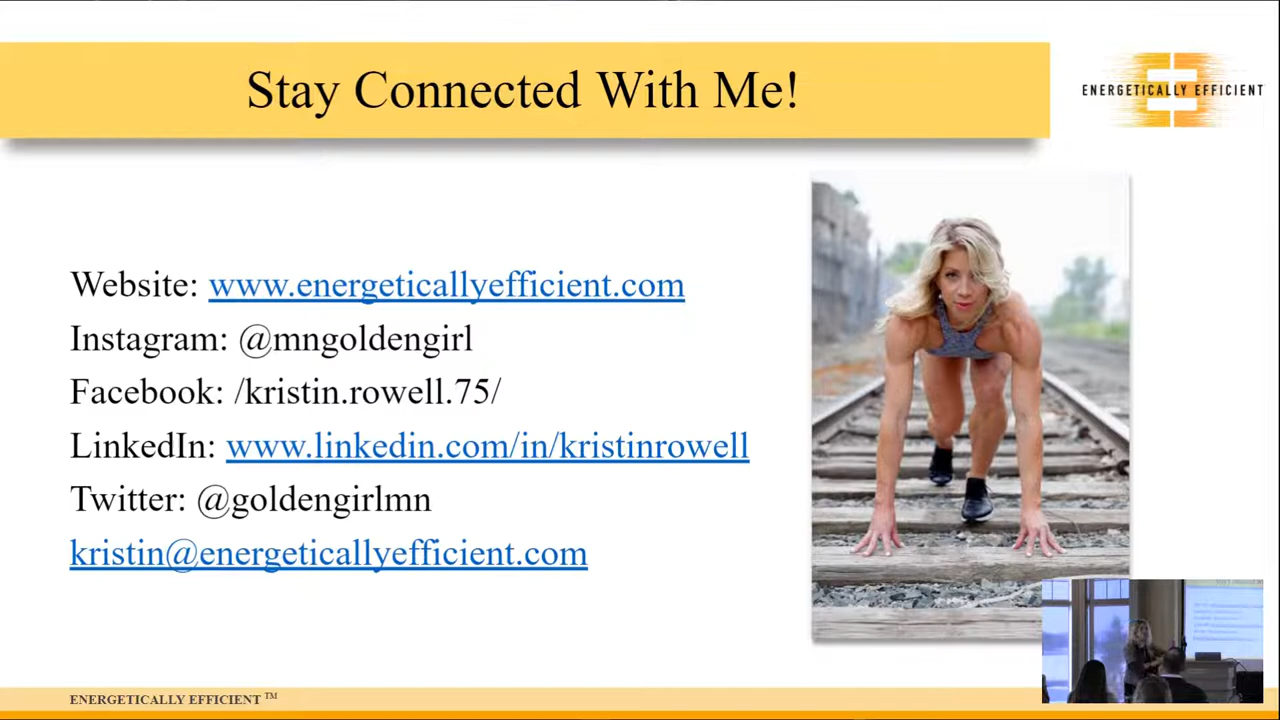 Stay Connected With Me!
ENERGETICALLY EFFICIENT
Website: www.energeticallyefficient.com
Instagram: @mngoldengirl
Facebook: /kristin.rowell.75/
LinkedIn: www.linkedin.com/in/kristinrowell
Twitter: @goldengirlmn
kristin@energeticallyefficient.com
ENERGETICALLY EFFICIENT TM